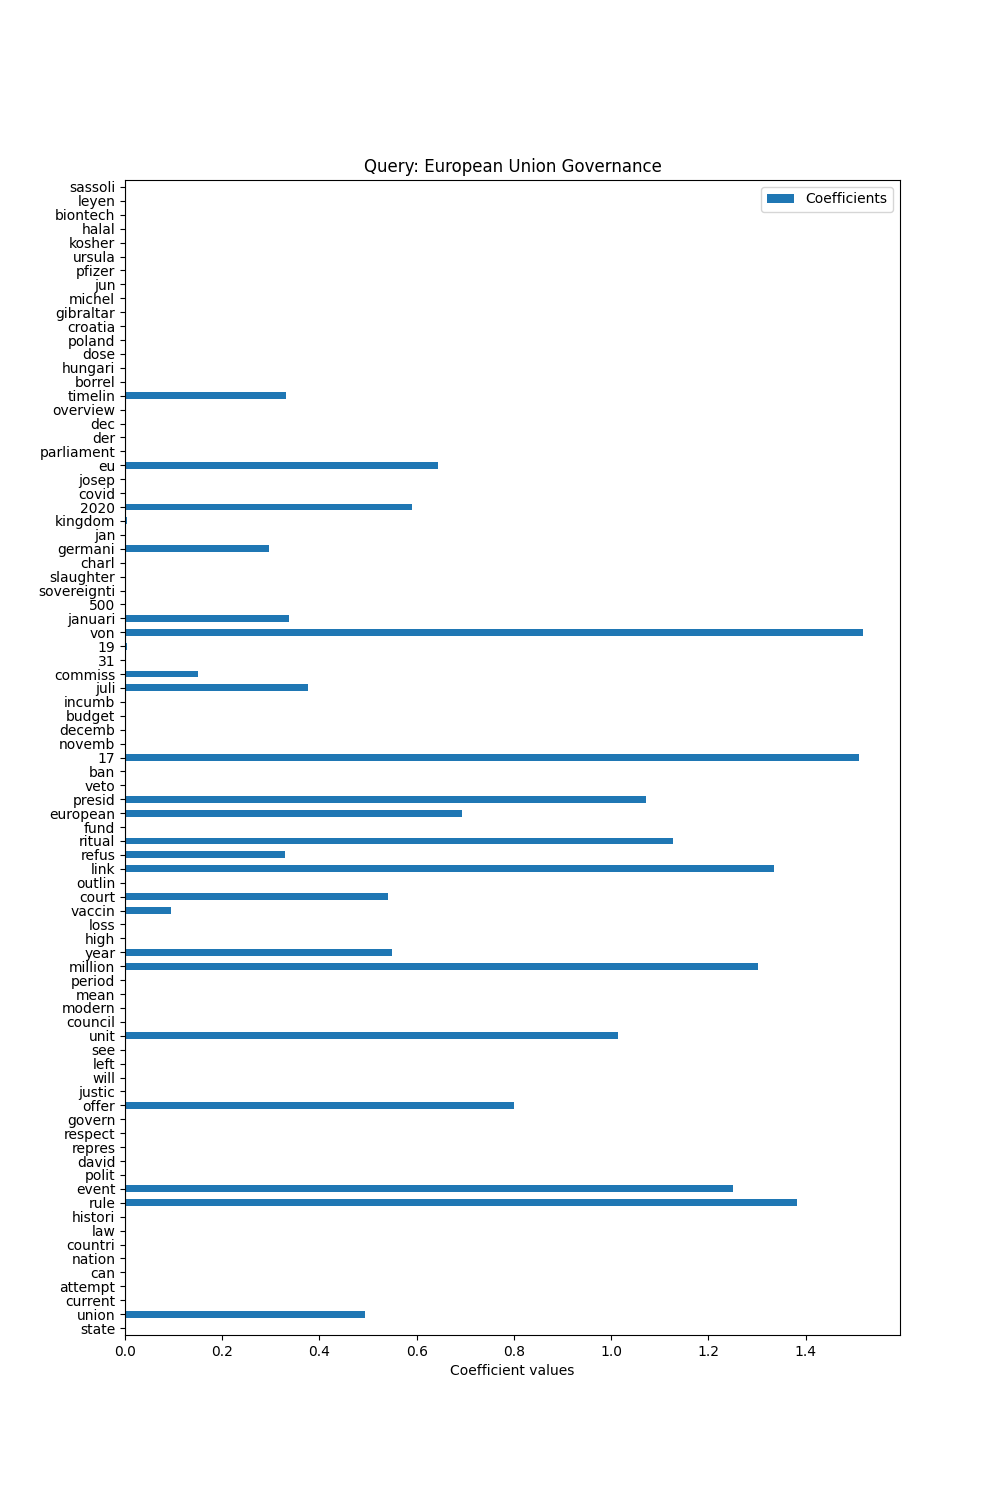 Query: European Union Governance
Coefficients
sassoli
leyen
biontech
halal
kosher
ursula
pfizer
jun
michel
gibraltar
croatia
poland
dose
hungari
borrel
timelin
overview
dec
der
parliament
eu
josep
covid
2020
kingdom
jan
germani
charl
slaughter
sovereignti
500
januari
von
19
31
commiss
juli
incumb
budget
decemb
novemb
17
ban
veto
presid
european
fund
ritual
refus
link
outlin
court
vaccin
loss
high
year
million
period
mean
modern
council
unit
see
left
will
justic
offer
govern
respect
repres
david
polit
event
rule
histori
law
countri
nation
can
attempt
current
union
state
0.0 0.2 0.4 0.6 0.8 1.0 1.2 1.4
Coefficient values